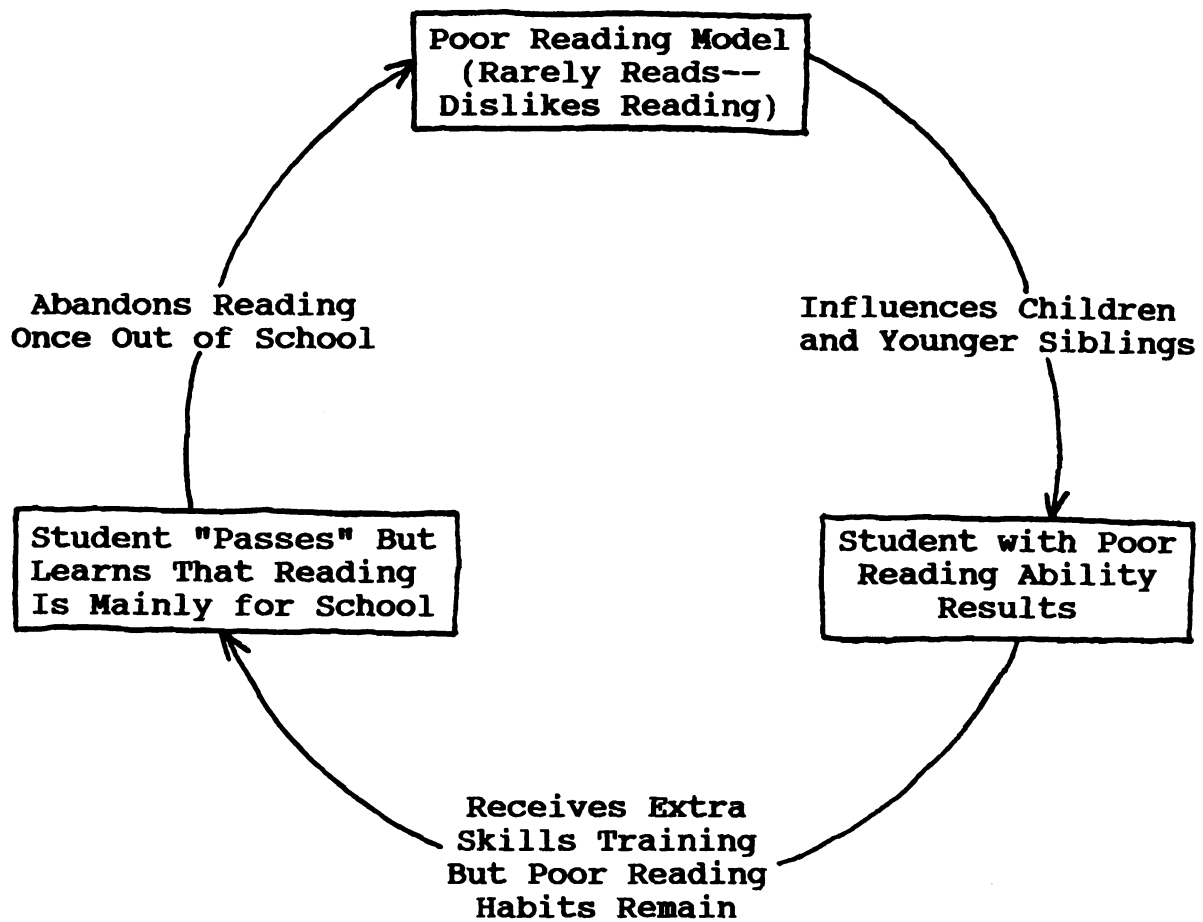 Poor Reading Model
(Rarely Reads--
Dislikes Reading)
Influences Children
and Younger Siblings
Student with Poor
Reading Ability
Results
Receives Extra
Skills Training
But Poor Reading
Habits Remain
Student "Passes" But
Learns That Reading
Is Mainly for School
Abandons Reading
Once Out of School